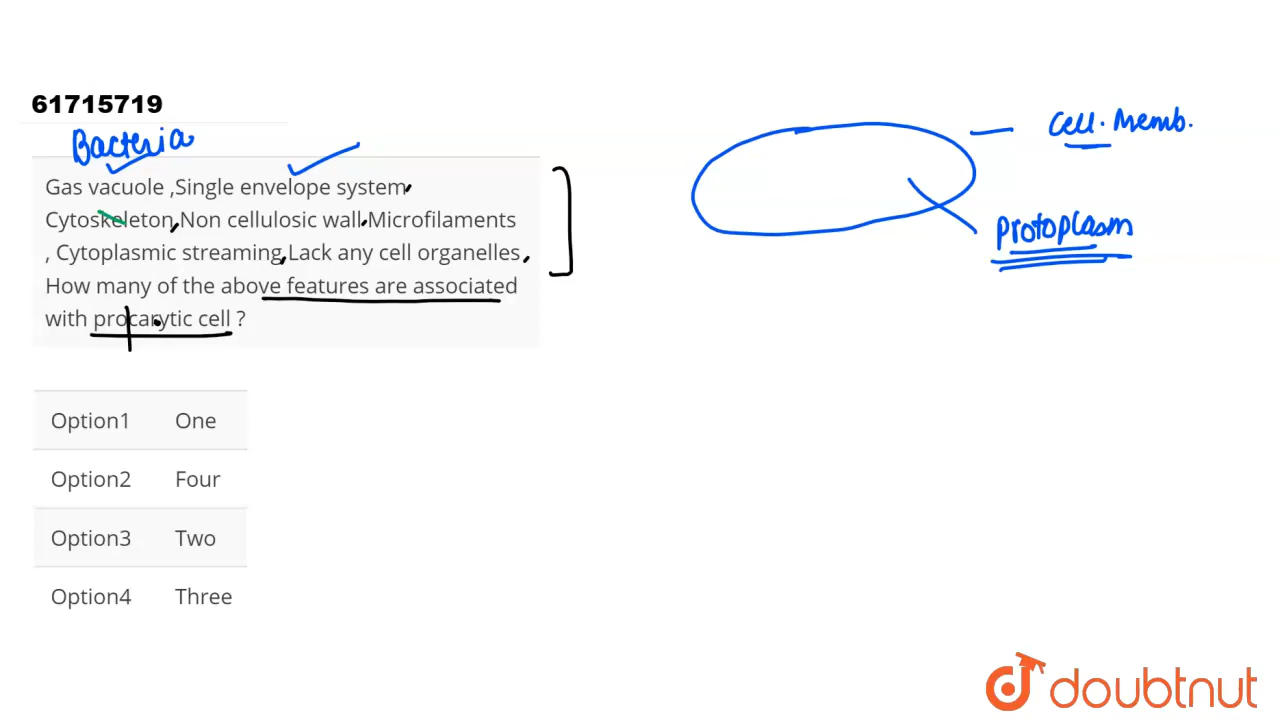 61715719
Bacteria
Gas vacuole ,Single envelope system,
Cytoskeleton,Non cellulosic wall,Microfilaments
, Cytoplasmic streaming,Lack any cell organelles,
How many of the above features are associated
with procarytic cell ?
Option1 One
Option2 Four
Option3 Two
Option4 Three
Cell. Memb.
Protoplasm
doubtnut